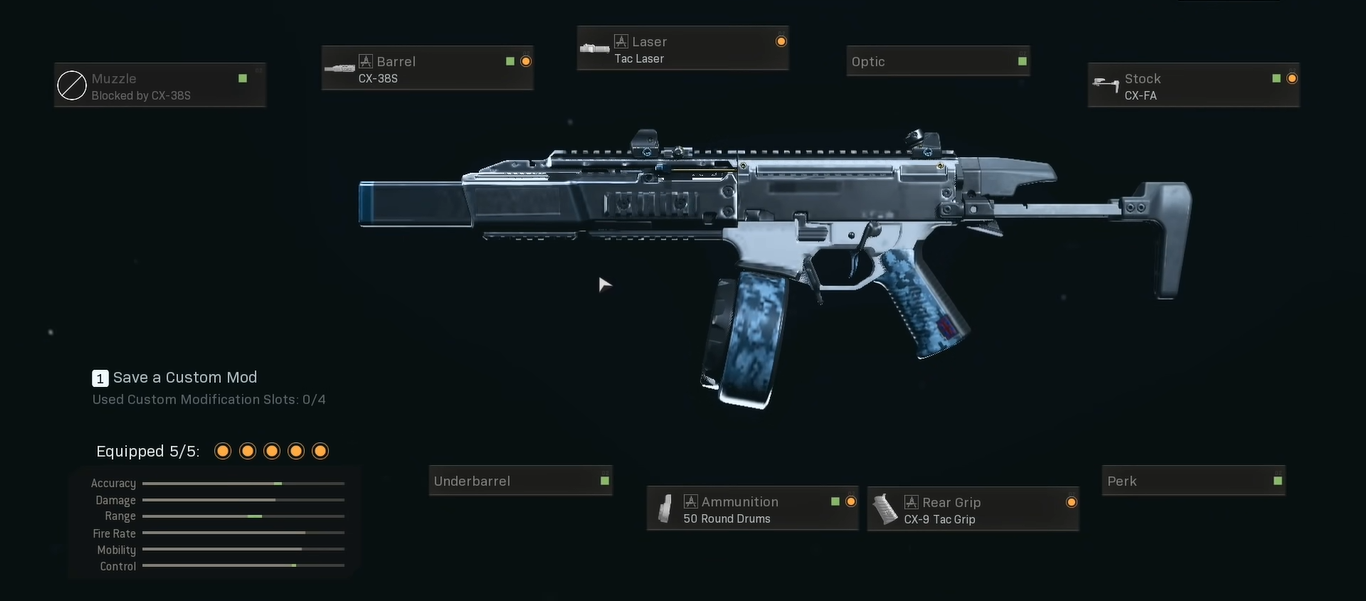 Laser
Tac Laser
Barrel
CX-38S
Optic
Muzzle
Blocked by CX-38S
Stock
CX-FA
1 Save a Custom Mod
Used Custom Modification Slots: 0/4
Equipped 5/5:
Accuracy
Damage
Range
Fire Rate
Mobility
Control
Underbarrel
Ammunition
50 Round Drums
Rear Grip
CX-9 Tac Grip
Perk